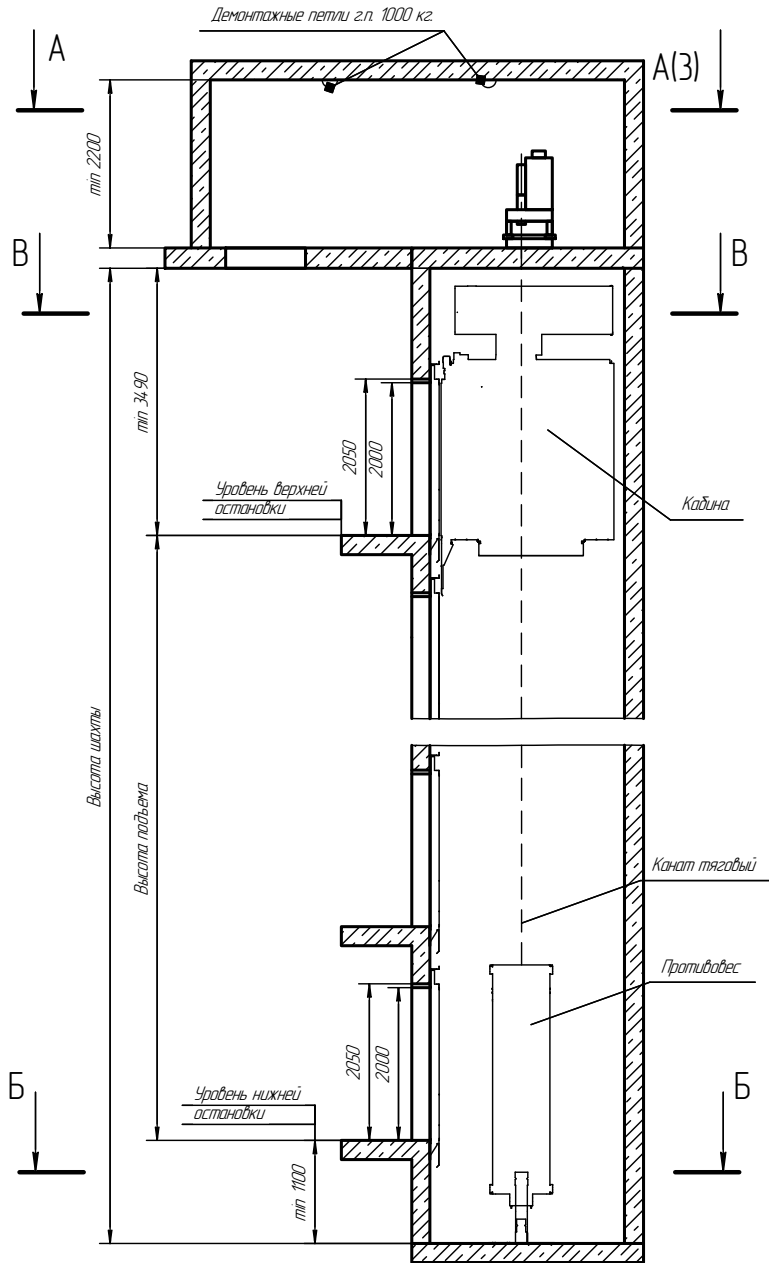 Демонтажные петли г.п. 1000 кг.
А
А(3)
min 2200
В
В
min 3490
2050
2000
Уровень верхней
остановки
Кабина
Высота шахты
Высота подъема
Канат тяговый
Противовес
2050
2000
Б
Б
Уровень нижней
остановки
min 1100